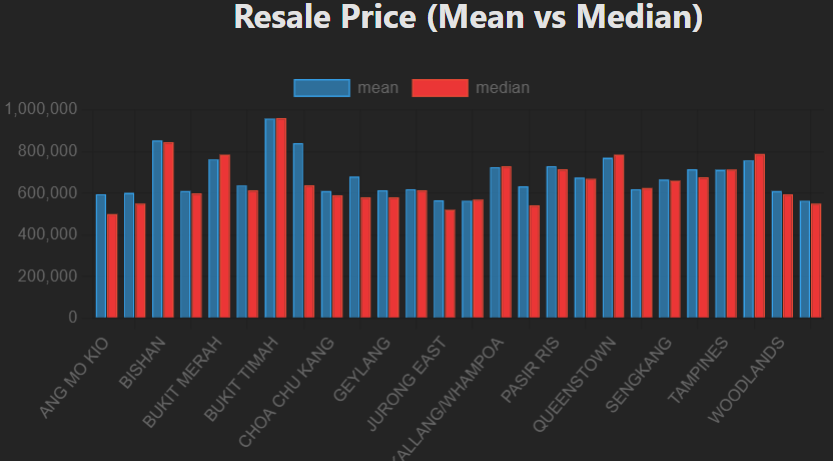 Resale Price (Mean vs Median)
mean median
1,000,000
800,000
600,000
400,000
200,000
0
ANG MO KIO
BISHAN
BUKIT MERAH
BUKIT TIMAH
CHOA CHU KANG
GEYLANG
JURONG EAST
KALLANG/WHAMPOA
PASIR RIS
QUEENSTOWN
SENGKANG
TAMPINES
WOODLANDS